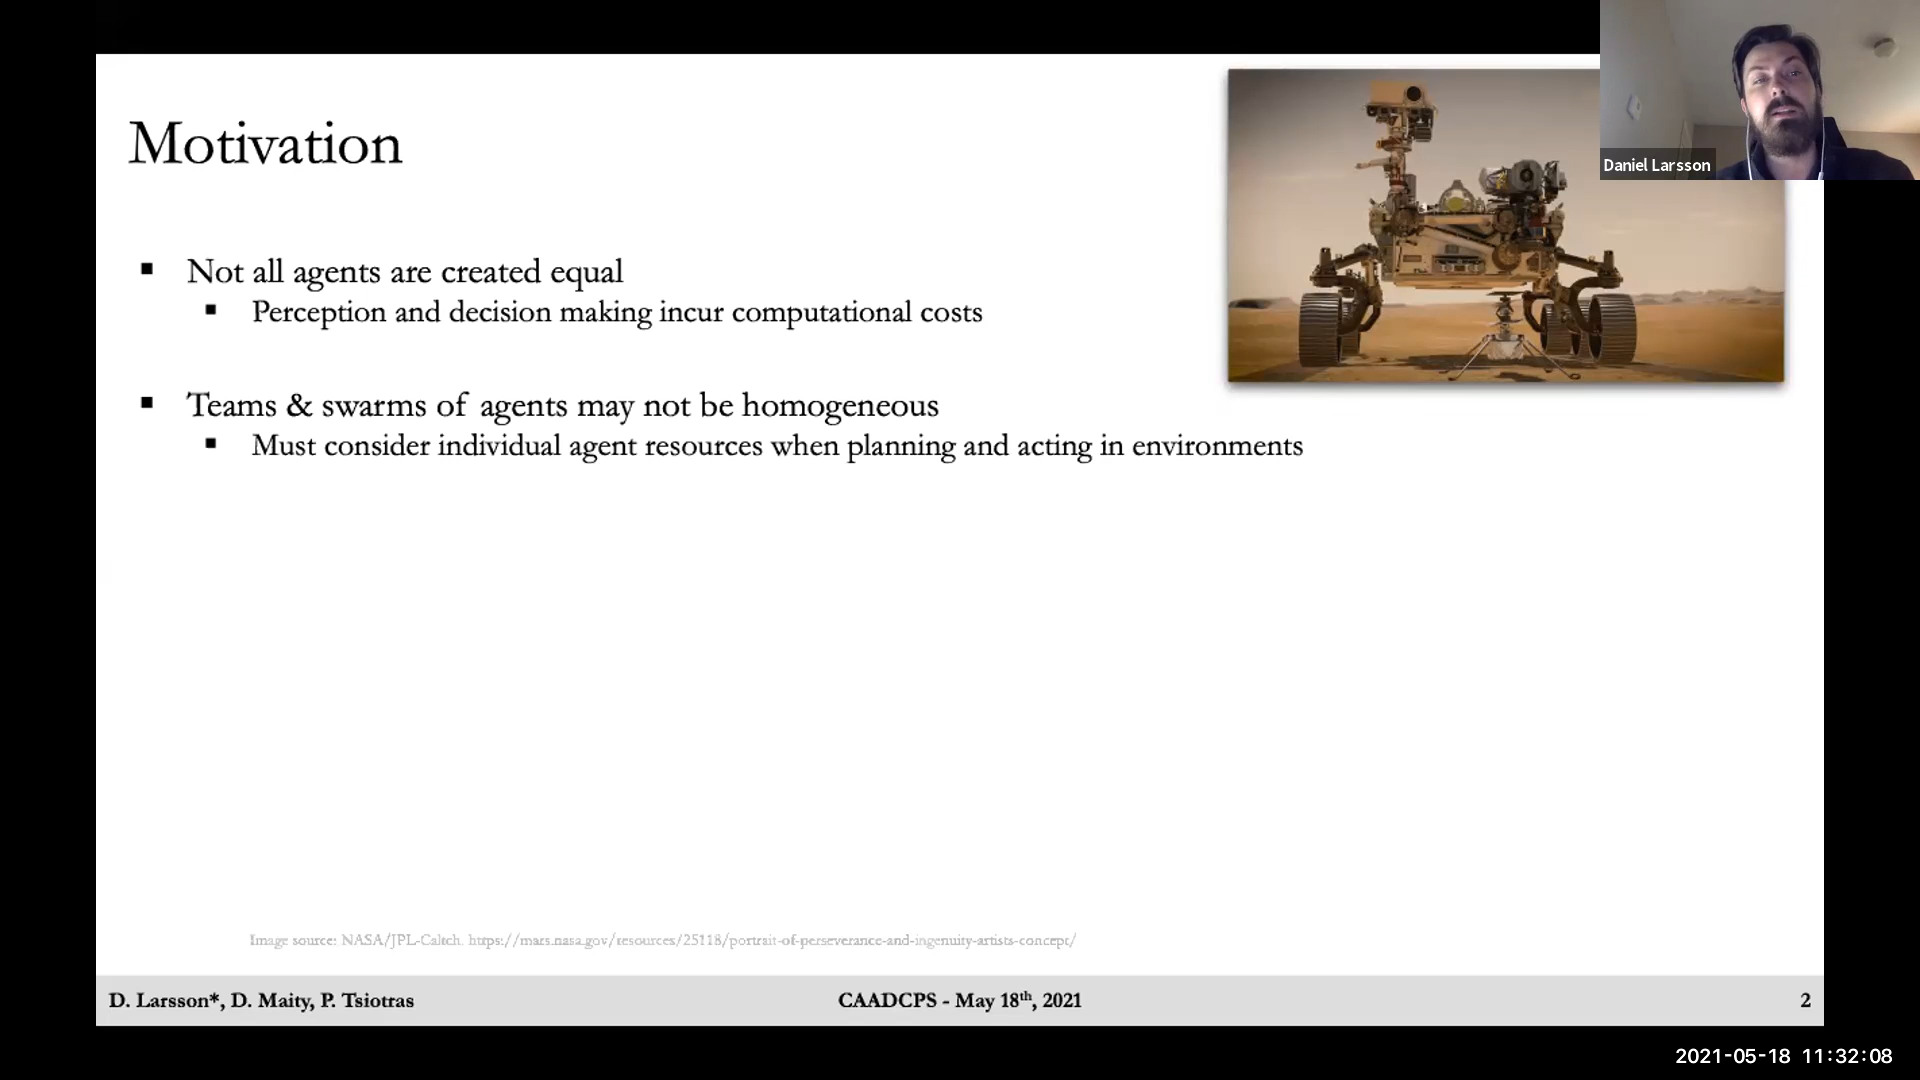 Daniel Larsson
Motivation
Not all agents are created equal
Perception and decision making incur computational costs
Teams & swarms of agents may not be homogeneous
Must consider individual agent resources when planning and acting in environments
Image source: NASA/JPL-Caltch. https://mars.nasa.gov/resources/25118/portrait-of-perseverance-and-ingenuity-artists-concept/
D. Larsson*, D. Maity, P. Tsiotras
CAADCPS - May 18th, 2021
2
2021-05-18 11:32:08